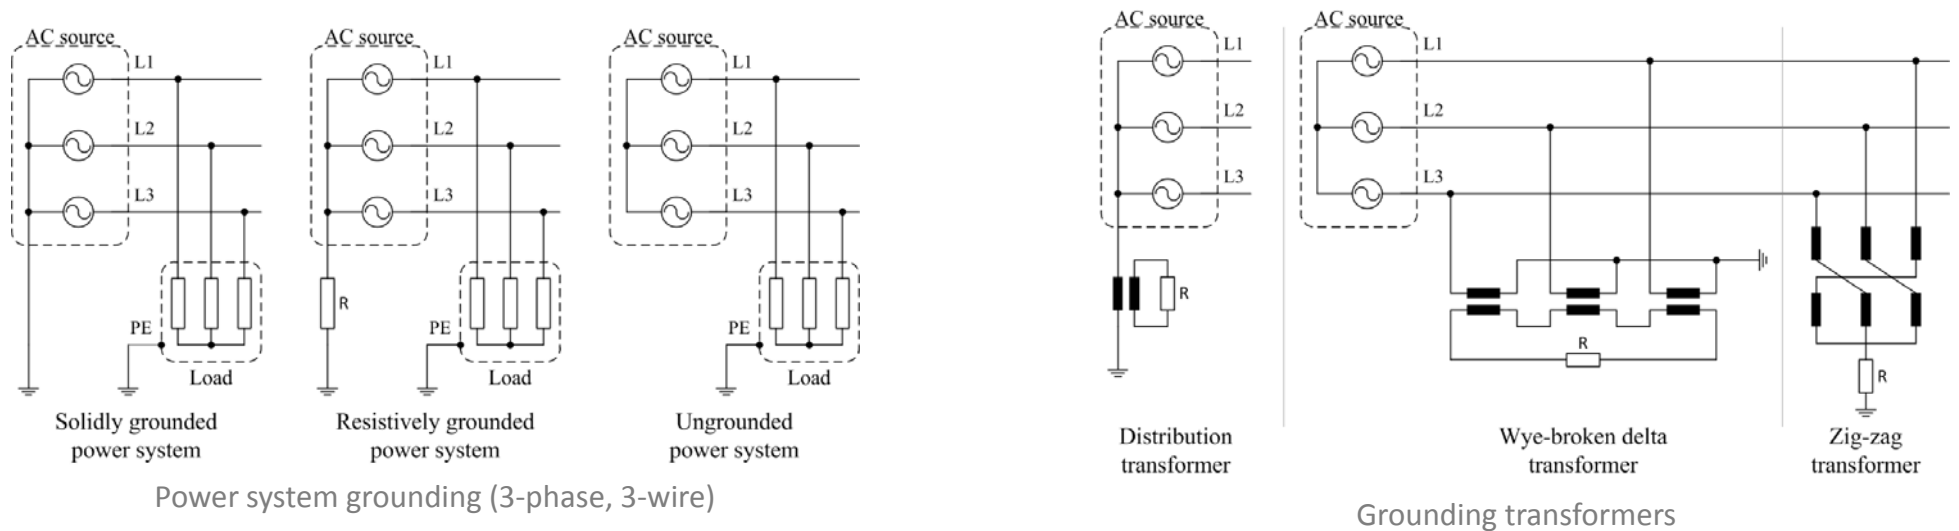 AC source
L1
L2
L3
PE
Load
Solidly grounded
power system
AC source
L1
L2
L3
R
PE
Load
Resistively grounded
power system
AC source
L1
L2
L3
PE
Load
Ungrounded
power system
Power system grounding (3-phase, 3-wire)
AC source
L1
L2
L3
R
Distribution
transformer
AC source
L1
L2
L3
R
Wye-broken delta
transformer
R
Zig-zag
transformer
Grounding transformers